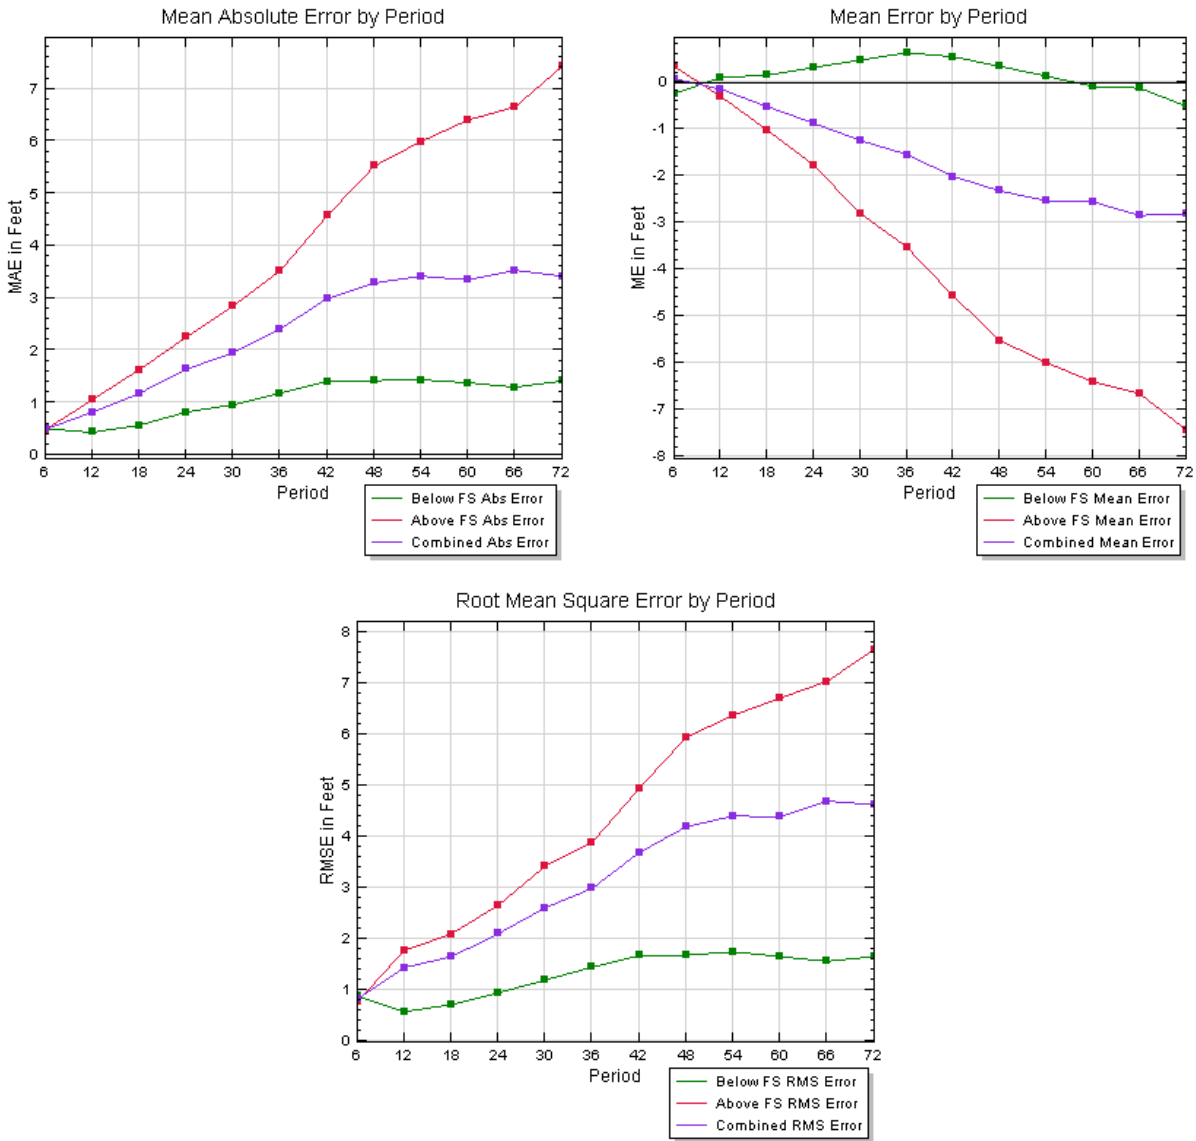 Mean Absolute Error by Period
MAE in Feet
7
6
5
4
3
2
1
0
6 12 18 24 30 36 42 48 54 60 66 72
Period
Below FS Abs Error
Above FS Abs Error
Combined Abs Error
Mean Error by Period
ME in Feet
0
-1
-2
-3
-4
-5
-6
-7
-8
6 12 18 24 30 36 42 48 54 60 66 72
Period
Below FS Mean Error
Above FS Mean Error
Combined Mean Error
Root Mean Square Error by Period
RMSE in Feet
8
7
6
5
4
3
2
1
0
6 12 18 24 30 36 42 48 54 60 66 72
Period
Below FS RMS Error
Above FS RMS Error
Combined RMS Error